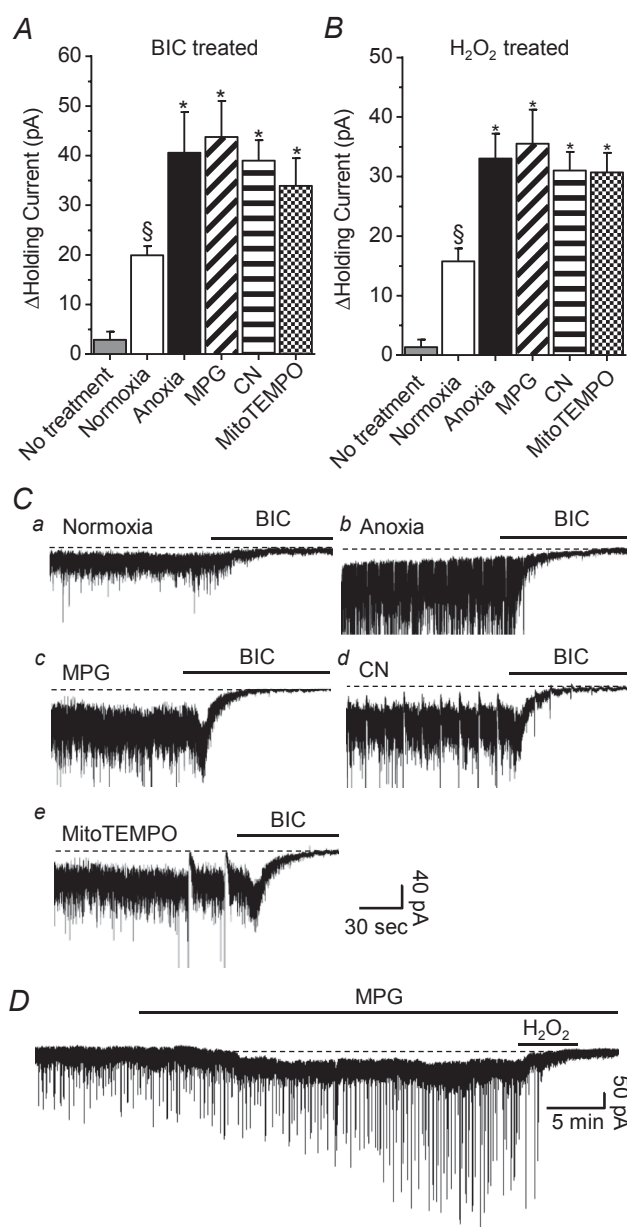 A
BIC treated
ΔHolding Current (pA)
60
50
40
30
20
10
0
§
*
*
*
*
No treatment
Normoxia
Anoxia
MPG
CN
MitoTEMPO
B
H₂O₂ treated
ΔHolding Current (pA)
50
40
30
20
10
0
§
*
*
*
*
No treatment
Normoxia
Anoxia
MPG
CN
MitoTEMPO
C
a Normoxia BIC
b Anoxia BIC
c MPG BIC
d CN BIC
e MitoTEMPO BIC
40 pA
30 sec
D
MPG
H₂O₂
50 pA
5 min